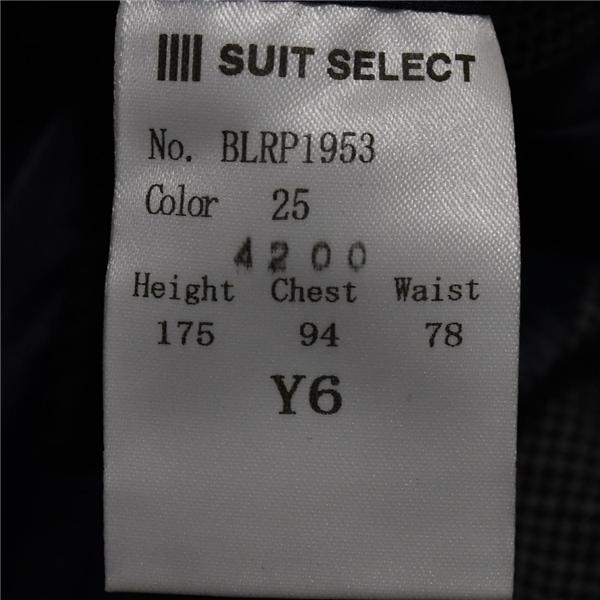 SUIT SELECT
No. BLRP1953
Color 25
4200
Height Chest Waist
175 94 78
Y6